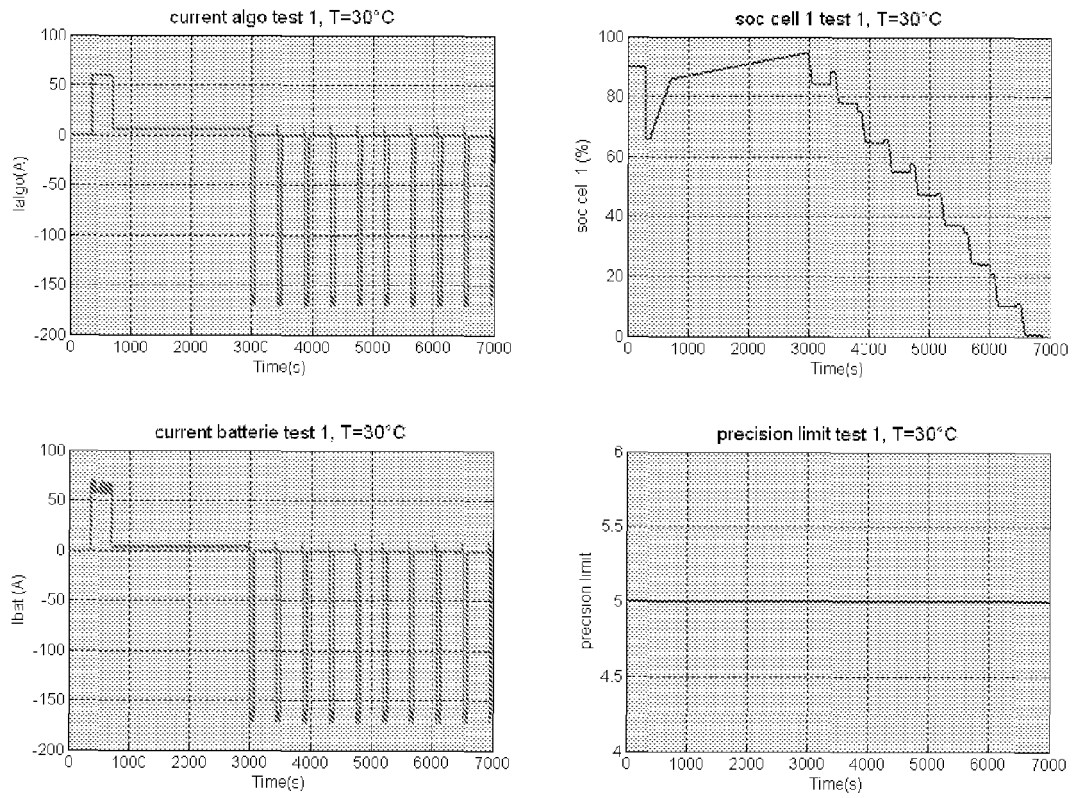 current algo test 1, T=30°C
100
50
0
-50
-100
-150
-200
Ialgo(A)
0 1000 2000 3000 4000 5000 6000 7000
Time(s)
soc cell 1 test 1, T=30°C
100
80
60
40
20
0
soc cell 1 (%)
0 1000 2000 3000 4000 5000 6000 7000
Time(s)
current batterie test 1, T=30°C
100
50
0
-50
-100
-150
-200
Ibat (A)
0 1000 2000 3000 4000 5000 6000 7000
Time(s)
precision limit test 1, T=30°C
6
5.5
5
4.5
4
precision limit
0 1000 2000 3000 4000 5000 6000 7000
Time(s)